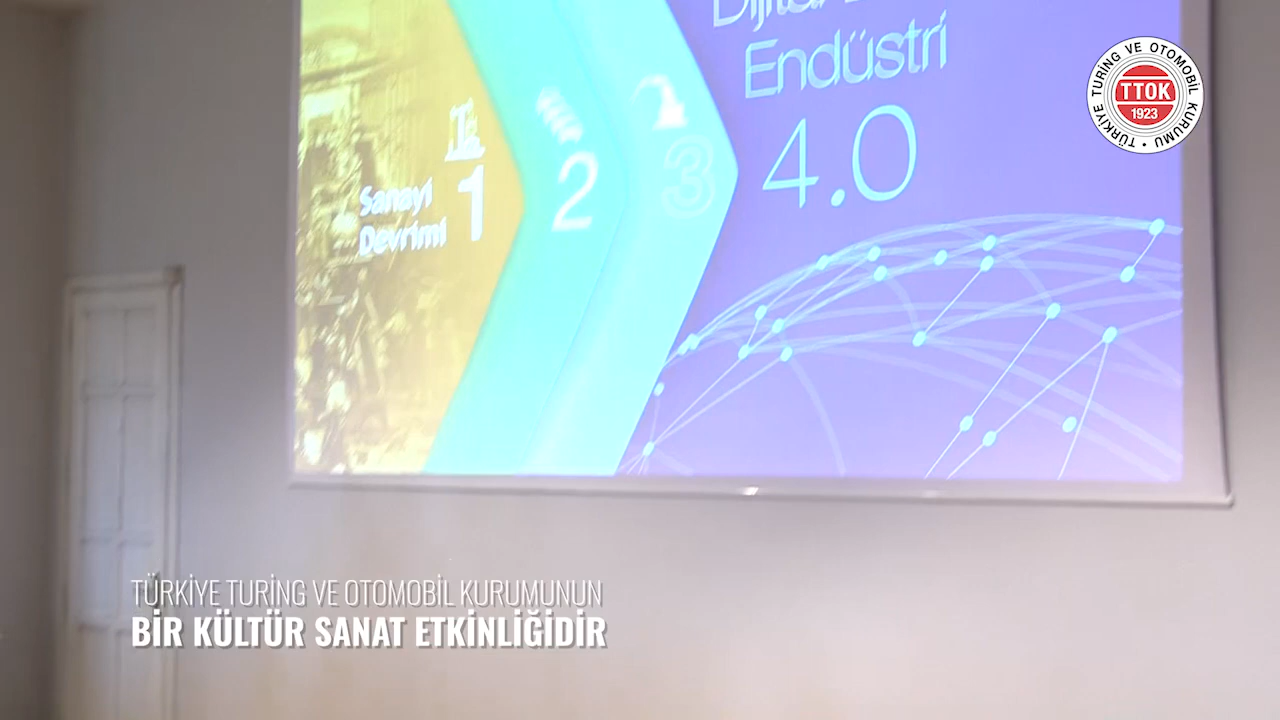 Endüstri
4.0
Sanayi
Devrimi
1
2
3
TÜRKİYE TURİNG VE OTOMOBİL KURUMU
TTOK
1923
TÜRKİYE TURİNG VE OTOMOBİL KURUMUNUN
BİR KÜLTÜR SANAT ETKİNLİĞİDİR